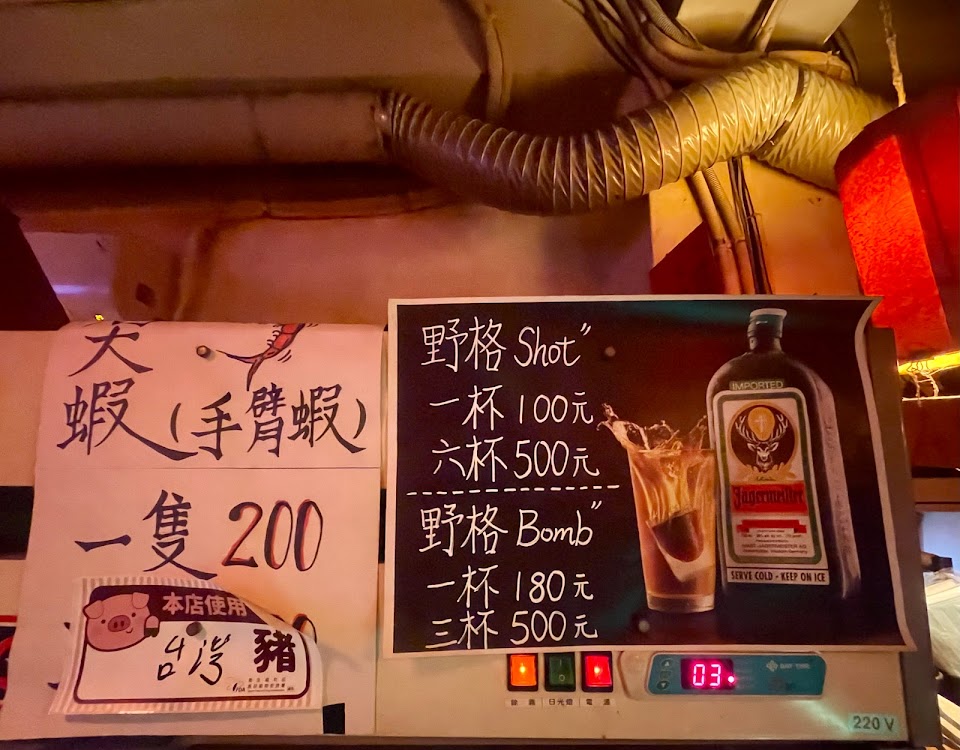 大
蝦(手臂蝦)
一隻 200
本店使用
台灣
豬
野格 Shot"
一杯 100元
六杯 500元
野格 Bomb"
一杯 180元
三杯 500元
IMPORTED
Jägermeister
SERVE COLD · KEEP ON ICE
日光燈
03.
220 V